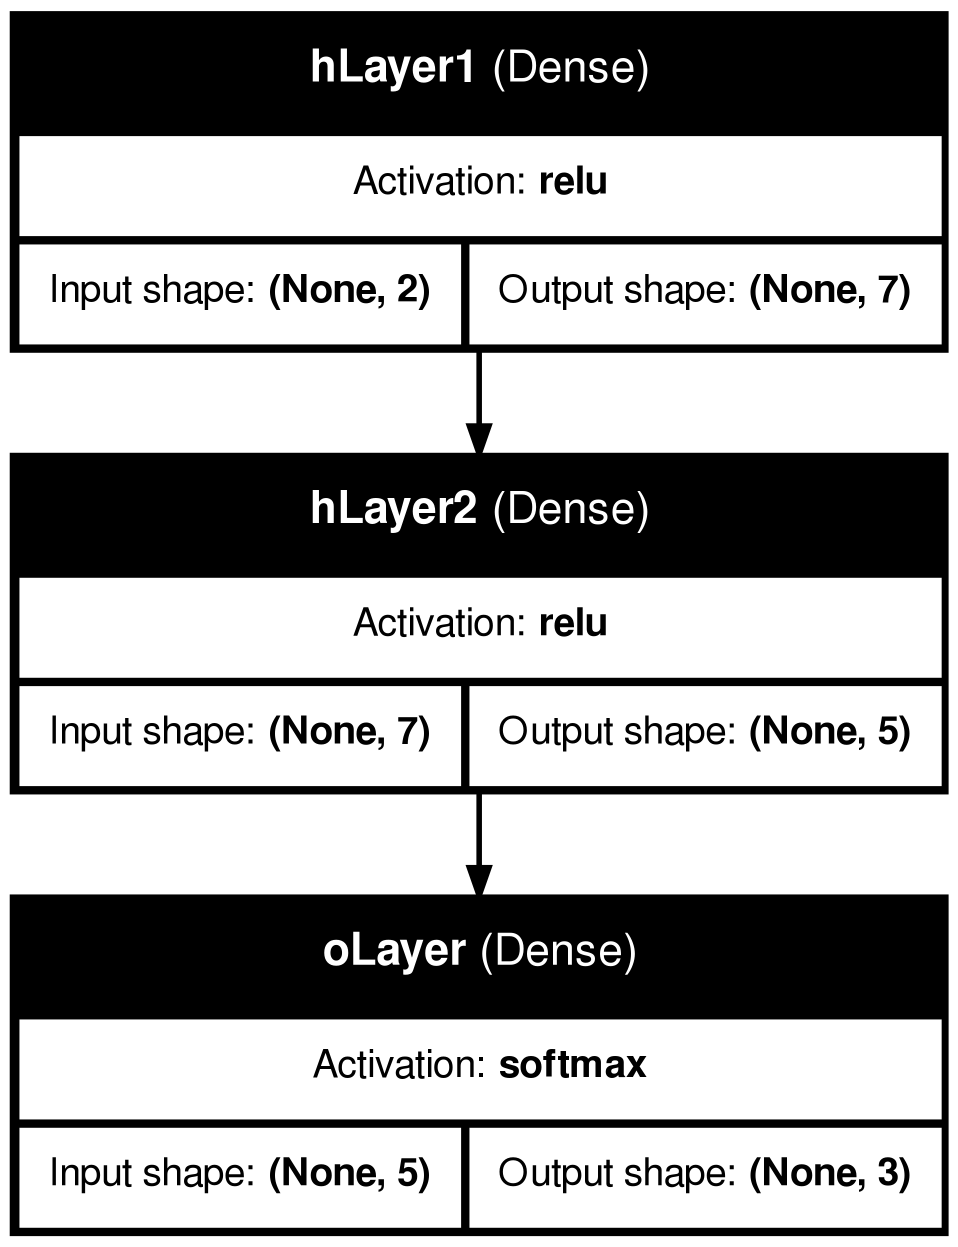 hLayer1 (Dense)
Activation: relu
Input shape: (None, 2)
Output shape: (None, 7)
hLayer2 (Dense)
Activation: relu
Input shape: (None, 7)
Output shape: (None, 5)
oLayer (Dense)
Activation: softmax
Input shape: (None, 5)
Output shape: (None, 3)